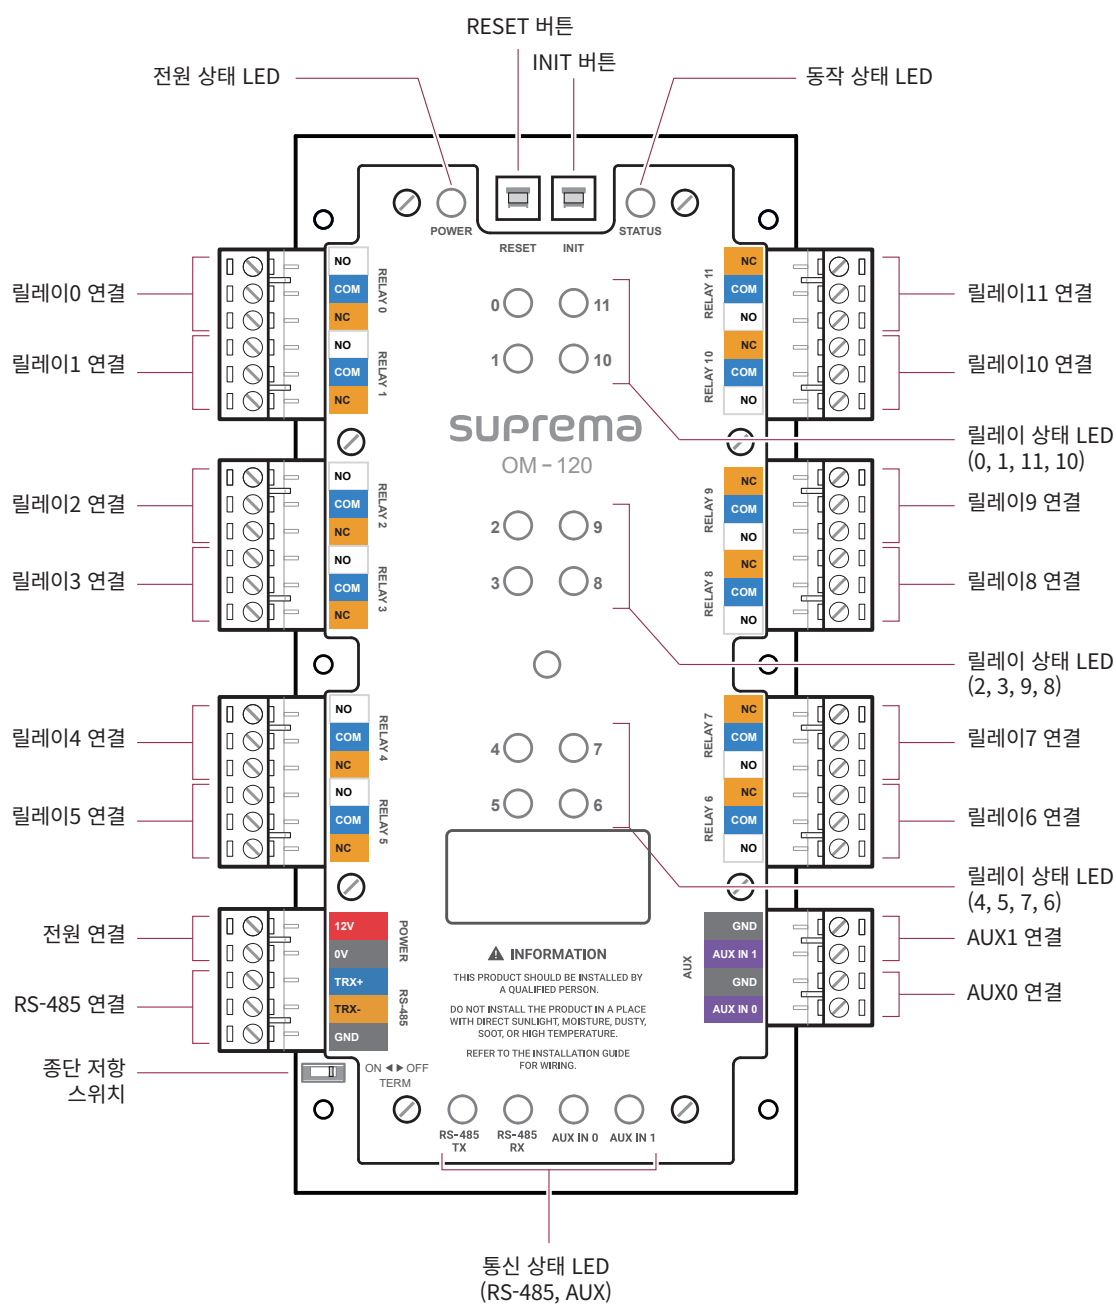 RESET 버튼
INIT 버튼
전원 상태 LED
동작 상태 LED
POWER
RESET
INIT
STATUS
릴레이0 연결
NO
COM
NC
RELAY 0
릴레이1 연결
NO
COM
NC
RELAY 1
0
11
1
10
NC
COM
NO
RELAY 11
릴레이11 연결
NC
COM
NO
RELAY 10
릴레이10 연결
suprema
OM - 120
릴레이 상태 LED
(0, 1, 11, 10)
릴레이2 연결
NO
COM
NC
RELAY 2
릴레이3 연결
NO
COM
NC
RELAY 3
2
9
3
8
NC
COM
NO
RELAY 9
릴레이9 연결
NC
COM
NO
RELAY 8
릴레이8 연결
릴레이 상태 LED
(2, 3, 9, 8)
릴레이4 연결
NO
COM
NC
RELAY 4
릴레이5 연결
NO
COM
NC
RELAY 5
4
7
5
6
NC
COM
NO
RELAY 7
릴레이7 연결
NC
COM
NO
RELAY 6
릴레이6 연결
릴레이 상태 LED
(4, 5, 7, 6)
전원 연결
12V
0V
POWER
RS-485 연결
TRX+
TRX-
GND
RS-485
INFORMATION
THIS PRODUCT SHOULD BE INSTALLED BY
A QUALIFIED PERSON.
DO NOT INSTALL THE PRODUCT IN A PLACE
WITH DIRECT SUNLIGHT, MOISTURE, DUSTY,
SOOT, OR HIGH TEMPERATURE.
REFER TO THE INSTALLATION GUIDE
FOR WIRING.
AUX
GND
AUX IN 1
GND
AUX IN 0
AUX1 연결
AUX0 연결
종단 저항
스위치
ON ◀ ▶ OFF
TERM
RS-485
TX
RS-485
RX
AUX IN 0
AUX IN 1
통신 상태 LED
(RS-485, AUX)